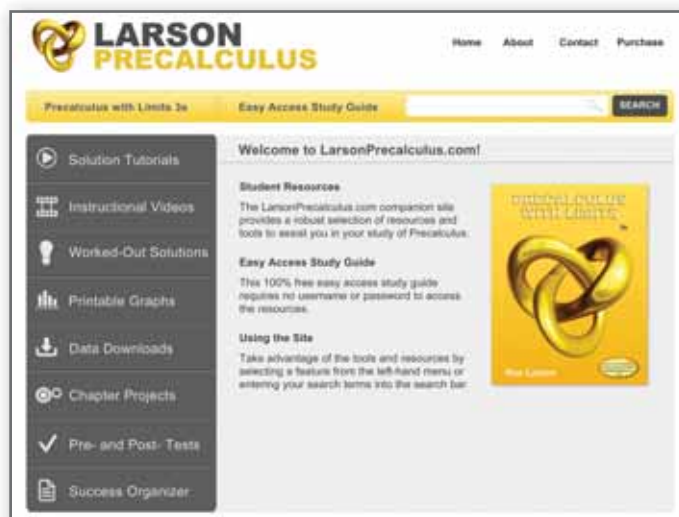 LARSON
PRECALCULUS
Home About Contact Purchase
Precalculus with Limits 3e Easy Access Study Guide SEARCH
Solution Tutorials
Instructional Videos
Worked-Out Solutions
Printable Graphs
Data Downloads
Chapter Projects
Pre- and Post- Tests
Success Organizer
Welcome to LarsonPrecalculus.com!
Student Resources
The LarsonPrecalculus.com companion site
provides a robust selection of resources and
tools to assist you in your study of Precalculus.
Easy Access Study Guide
This 100% free easy access study guide
requires no username or password to access
the resources.
Using the Site
Take advantage of the tools and resources by
selecting a feature from the left-hand menu or
entering your search terms into the search bar
PRECALCULUS
WITH LIMITS
Ron Larson